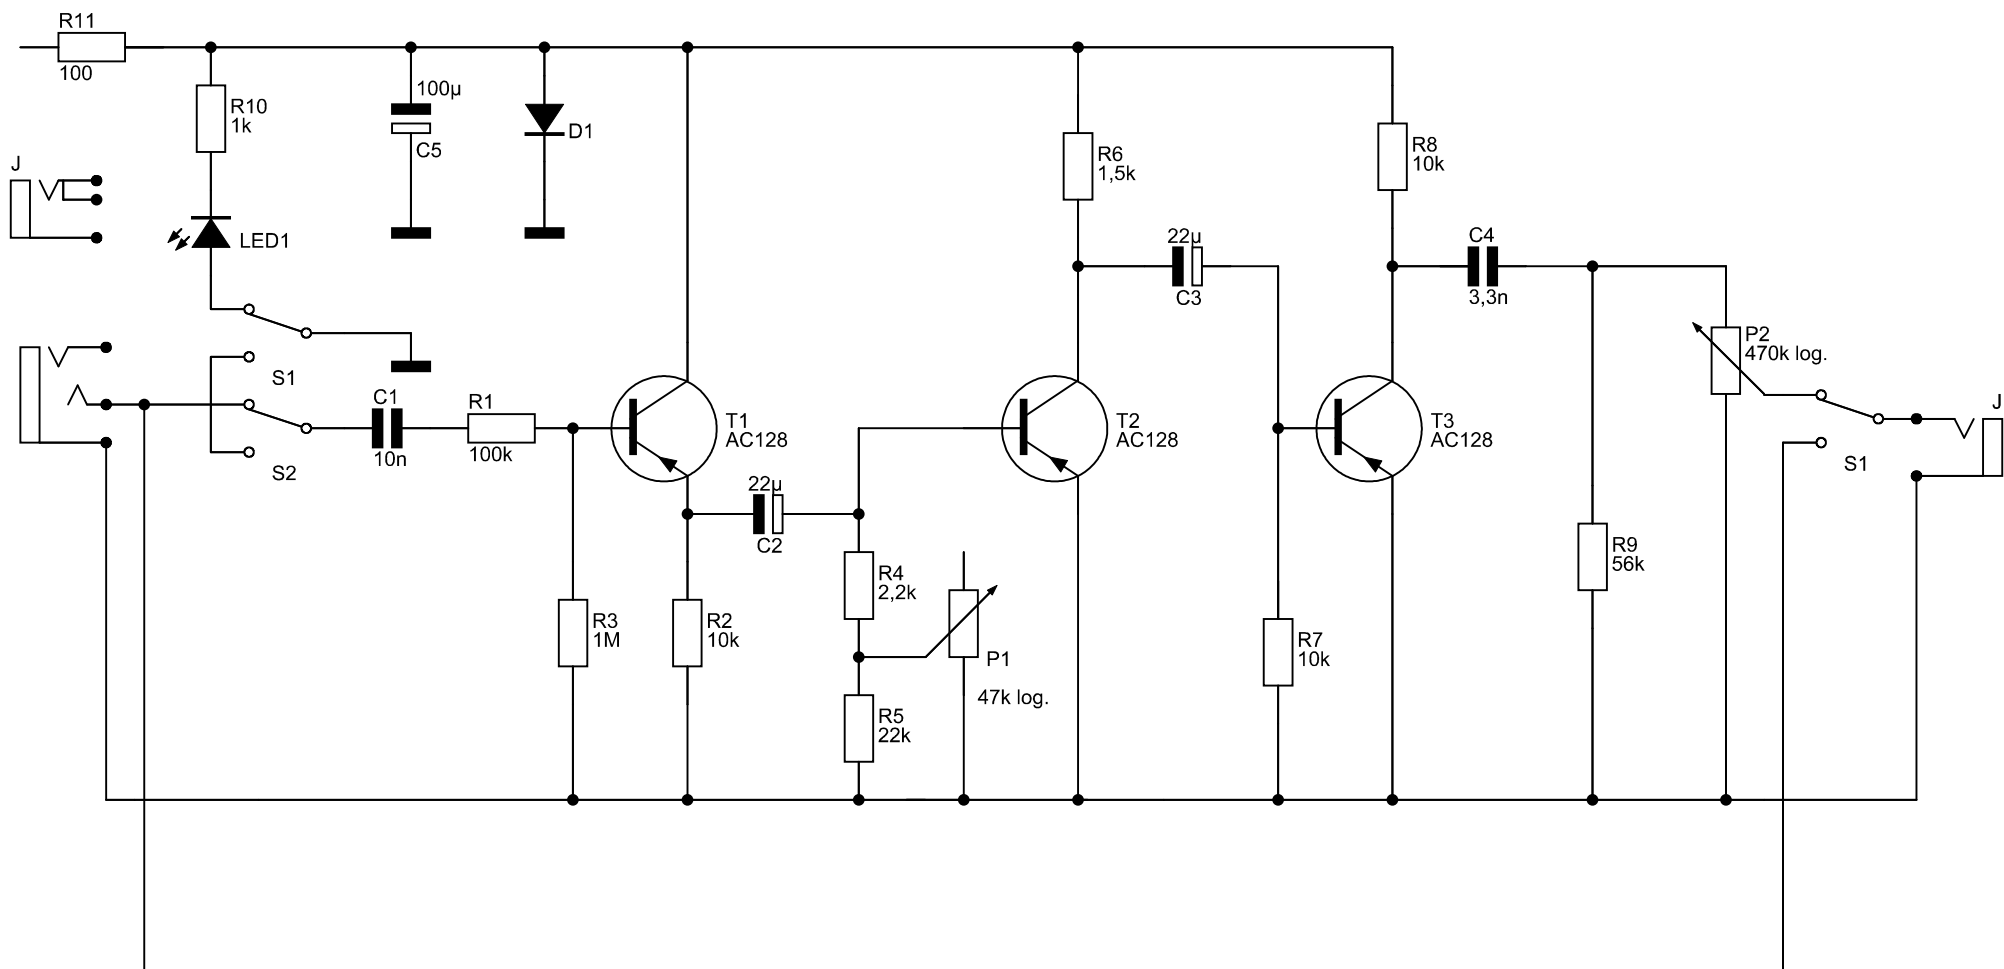 R11
100
R10
1k
100µ
C5
D1
R6
1,5k
R8
10k
J
LED1
22µ
C3
C4
3,3n
P2
470k log.
S1
C1
10n
R1
100k
T1
AC128
T2
AC128
T3
AC128
J
S1
S2
22µ
C2
R4
2,2k
R9
56k
R3
1M
R2
10k
P1
47k log.
R7
10k
R5
22k